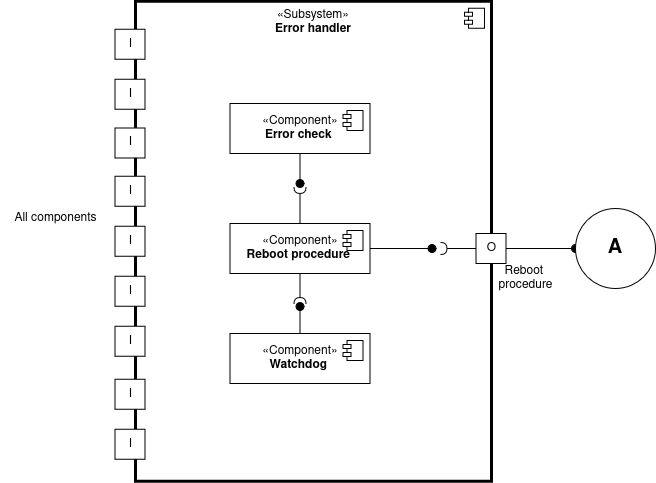 «Subsystem»
Error handler
I
I
I
I
I
I
I
I
I
All components
«Component»
Error check
«Component»
Reboot procedure
«Component»
Watchdog
O
Reboot
procedure
A